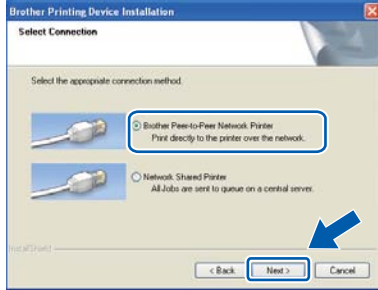 Brother Printing Device Installation
Select Connection
Select the appropriate connection method.
Brother Peer-to-Peer Network Printer
Print directly to the printer over the network.
Network Shared Printer
All Jobs are sent to queue on a central server.
InstallShield
< Back
Next >
Cancel